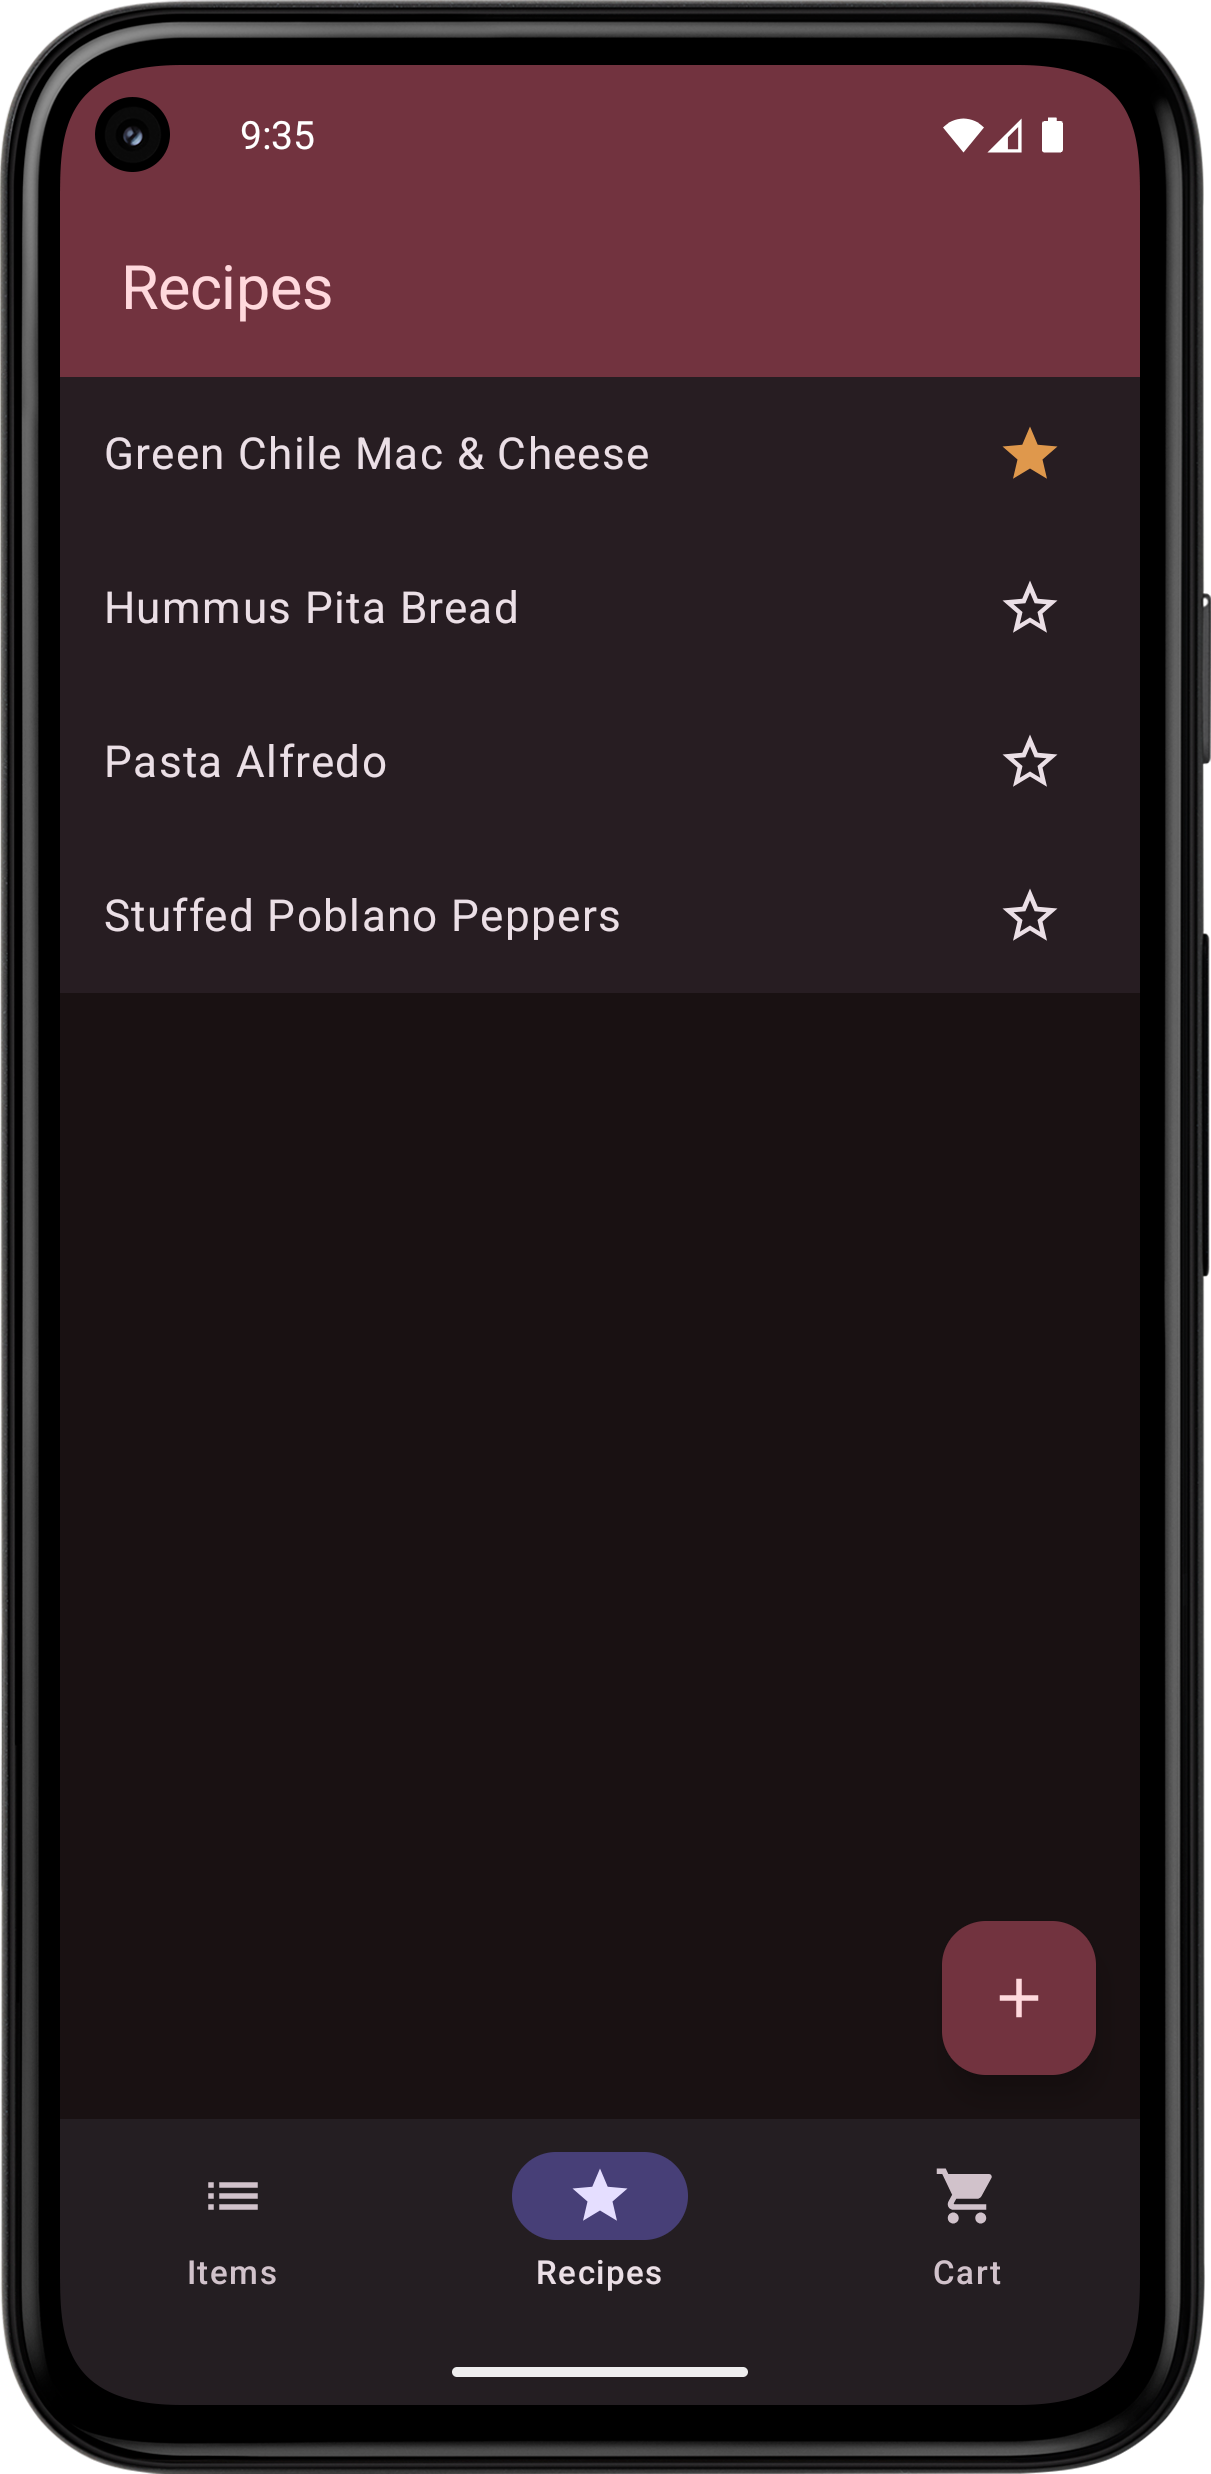 9:35
Recipes
Green Chile Mac & Cheese
Hummus Pita Bread
Pasta Alfredo
Stuffed Poblano Peppers
Items
Recipes
Cart